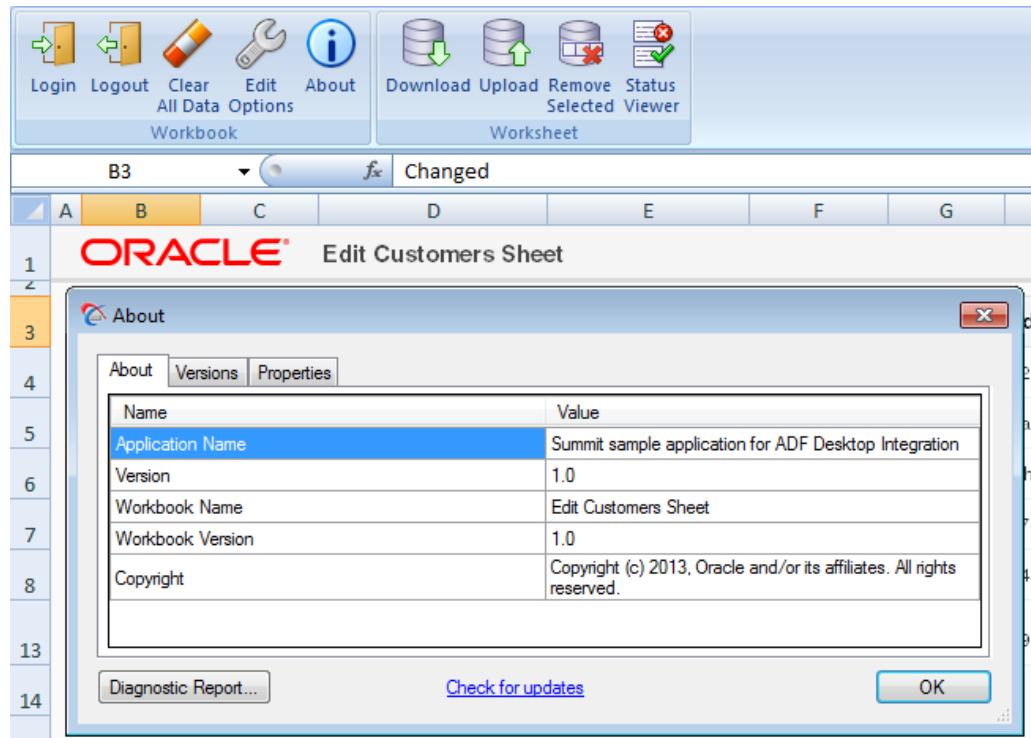 Login Logout Clear Edit About Download Upload Remove Status
All Data Options Selected Viewer
Workbook Worksheet
B3 fx Changed
A B C D E F G
1 ORACLE® Edit Customers Sheet
2
About
3
About Versions Properties
4
Name Value
Application Name Summit sample application for ADF Desktop Integration
5
Version 1.0
6
Workbook Name Edit Customers Sheet
7
Workbook Version 1.0
Copyright Copyright (c) 2013, Oracle and/or its affiliates. All rights
8
reserved.
13
Diagnostic Report... Check for updates OK
14